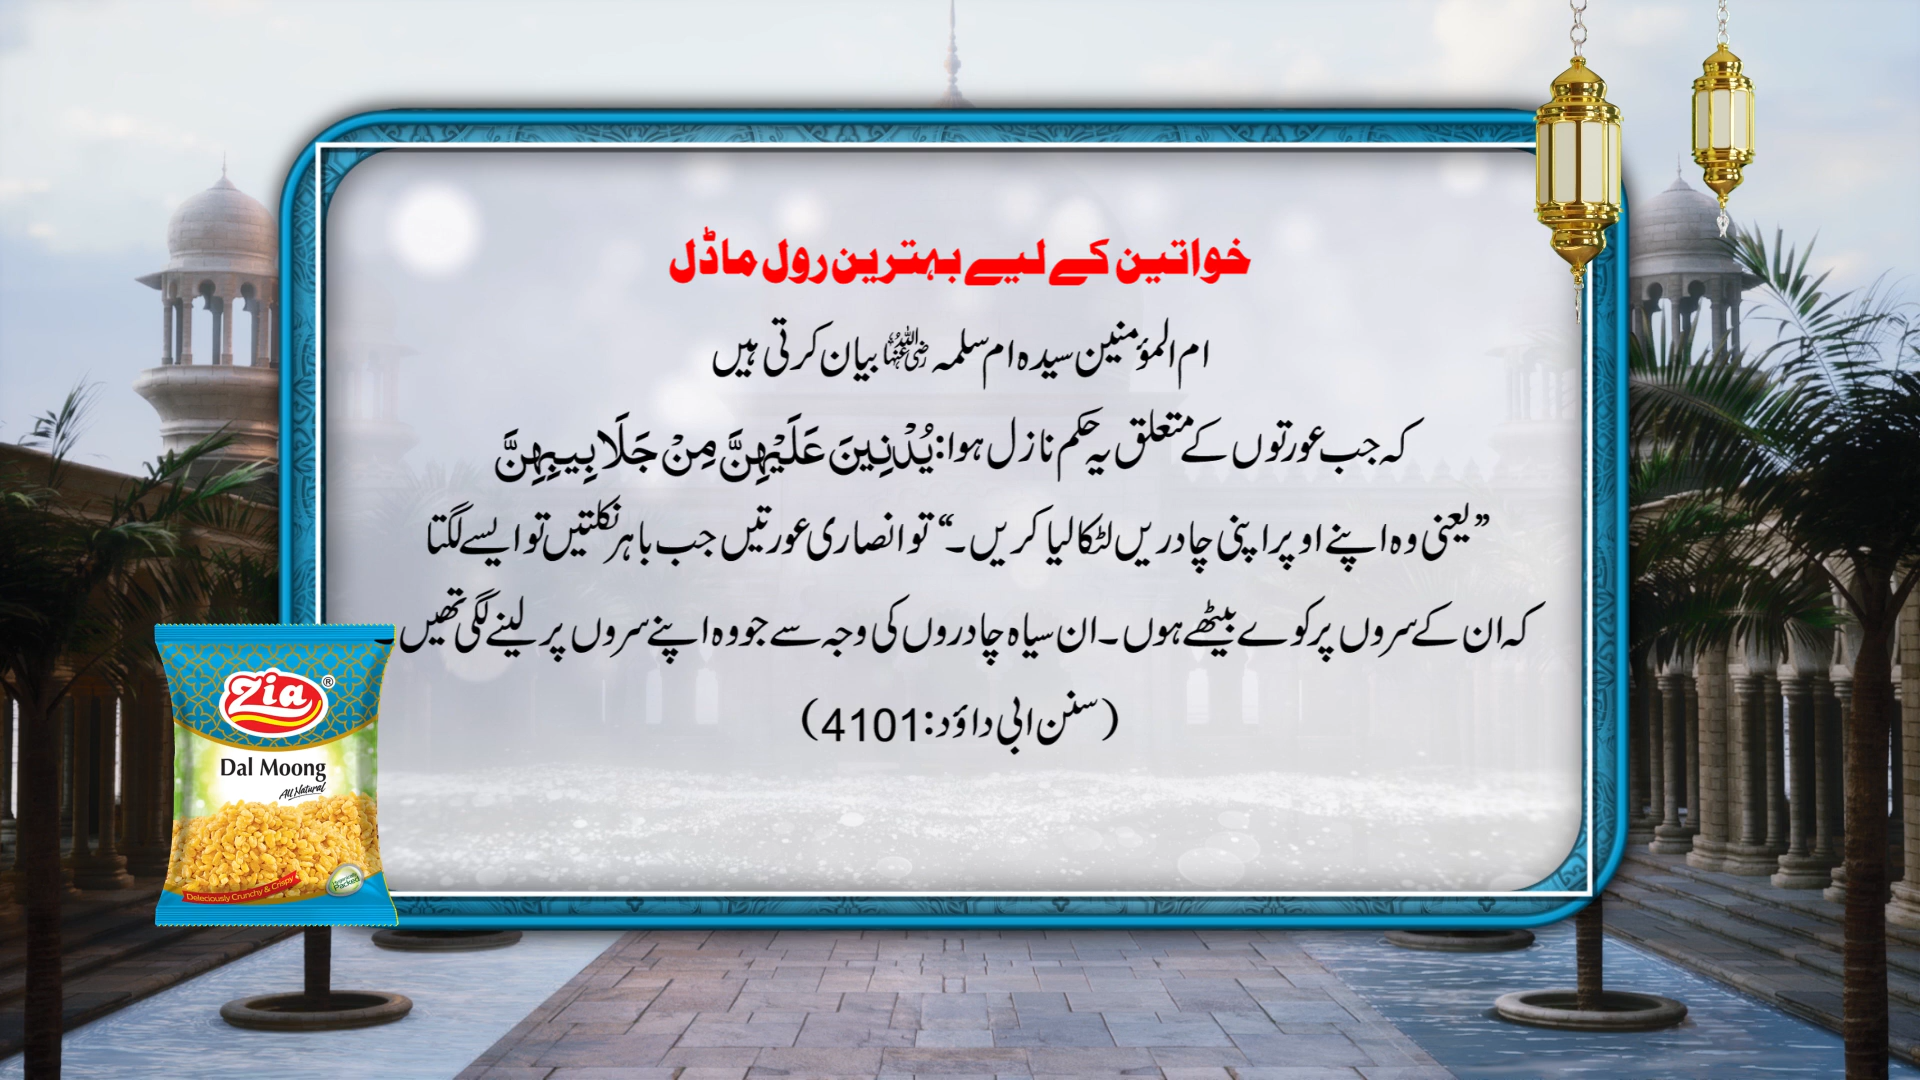 خواتین کے لیے بہترین رول ماڈل
ام المؤمنین سیدہ ام سلمہ رضی اللہ عنہا بیان کرتی ہیں
کہ جب عورتوں کے متعلق یہ حکم نازل ہوا: يُدْنِينَ عَلَيْهِنَّ مِنْ جَلَابِيبِهِنَّ
”یعنی وہ اپنے اوپر اپنی چادریں لٹکا لیا کریں۔“ تو انصاری عورتیں جب باہر نکلتیں تو ایسے لگتا
کہ ان کے سروں پر کوے بیٹھے ہوں۔ ان سیاہ چادروں کی وجہ سے جو وہ اپنے سروں پر لینے لگی تھیں۔
(سنن ابی داؤد: 4101)
Zia®
Dal Moong
All Natural
Deleciously Crunchy & Crispy
Packed